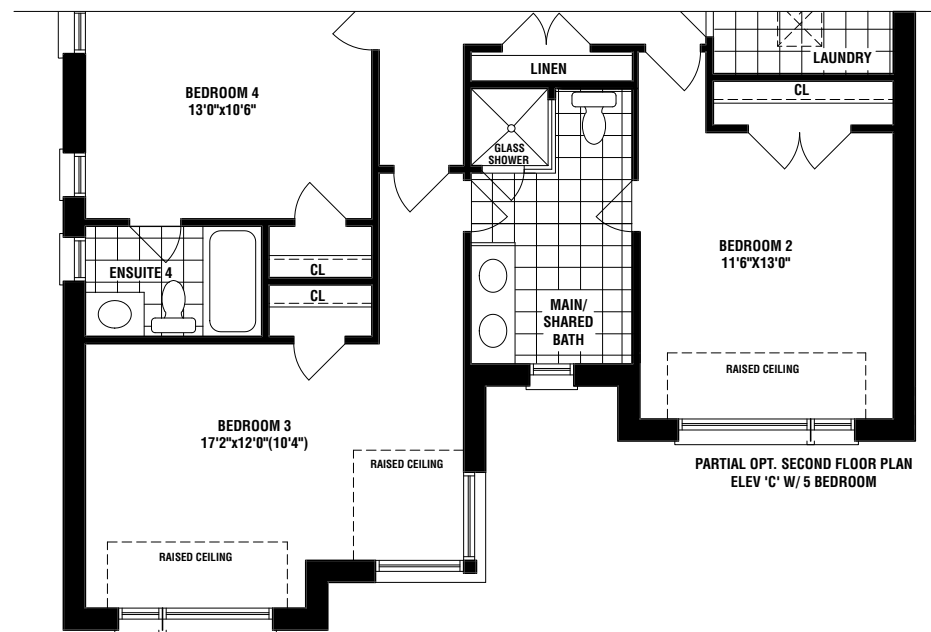 LAUNDRY
LINEN
CL
BEDROOM 4
13'0"x10'6"
GLASS
SHOWER
BEDROOM 2
11'6"X13'0"
ENSUITE 4
CL
CL
MAIN/
SHARED
BATH
RAISED CEILING
BEDROOM 3
17'2"x12'0"(10'4")
RAISED CEILING
PARTIAL OPT. SECOND FLOOR PLAN
ELEV 'C' W/ 5 BEDROOM
RAISED CEILING